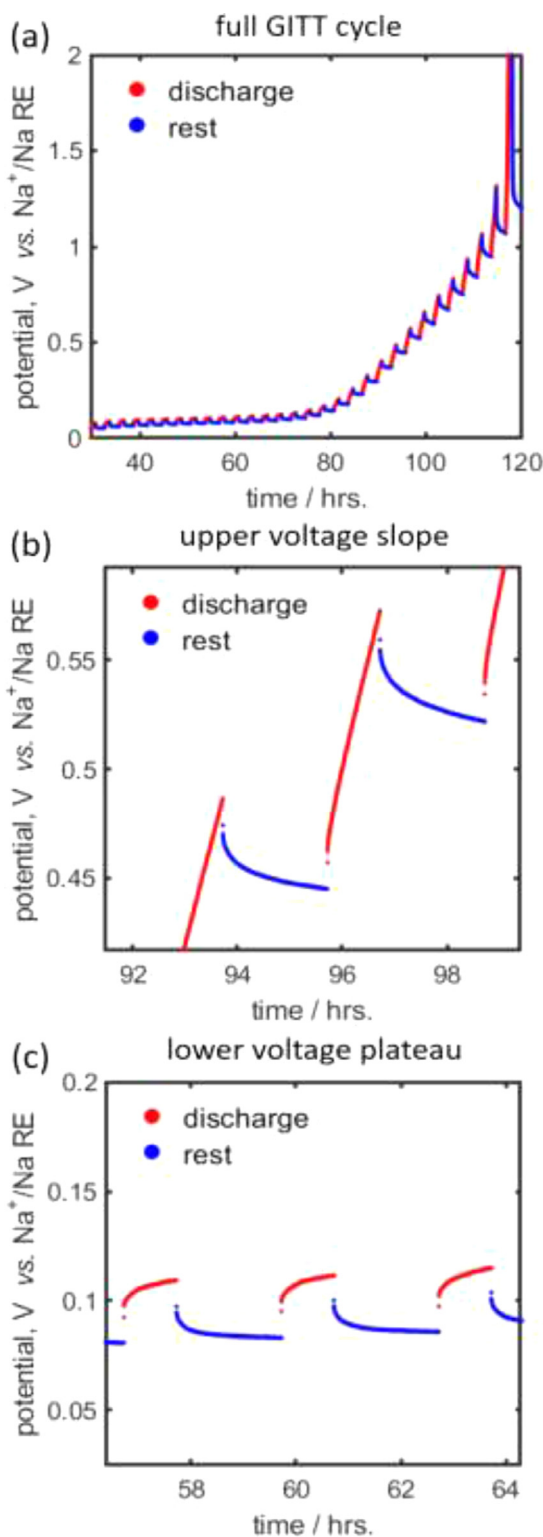 (a) full GITT cycle
2
discharge
rest
1.5
1
0.5
0
potential, V vs. Na⁺/Na RE
40 60 80 100 120
time / hrs.
(b) upper voltage slope
discharge
rest
0.55
0.5
0.45
potential, V vs. Na⁺/Na RE
92 94 96 98
time / hrs.
(c) lower voltage plateau
0.2
discharge
rest
0.15
0.1
0.05
potential, V vs. Na⁺/Na RE
58 60 62 64
time / hrs.